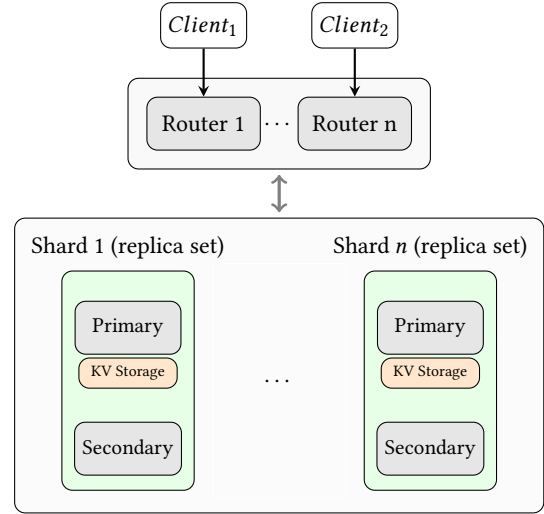 Client₁ Client₂
Router 1 ... Router n
Shard 1 (replica set) Shard n (replica set)
Primary Primary
KV Storage KV Storage
...
Secondary Secondary